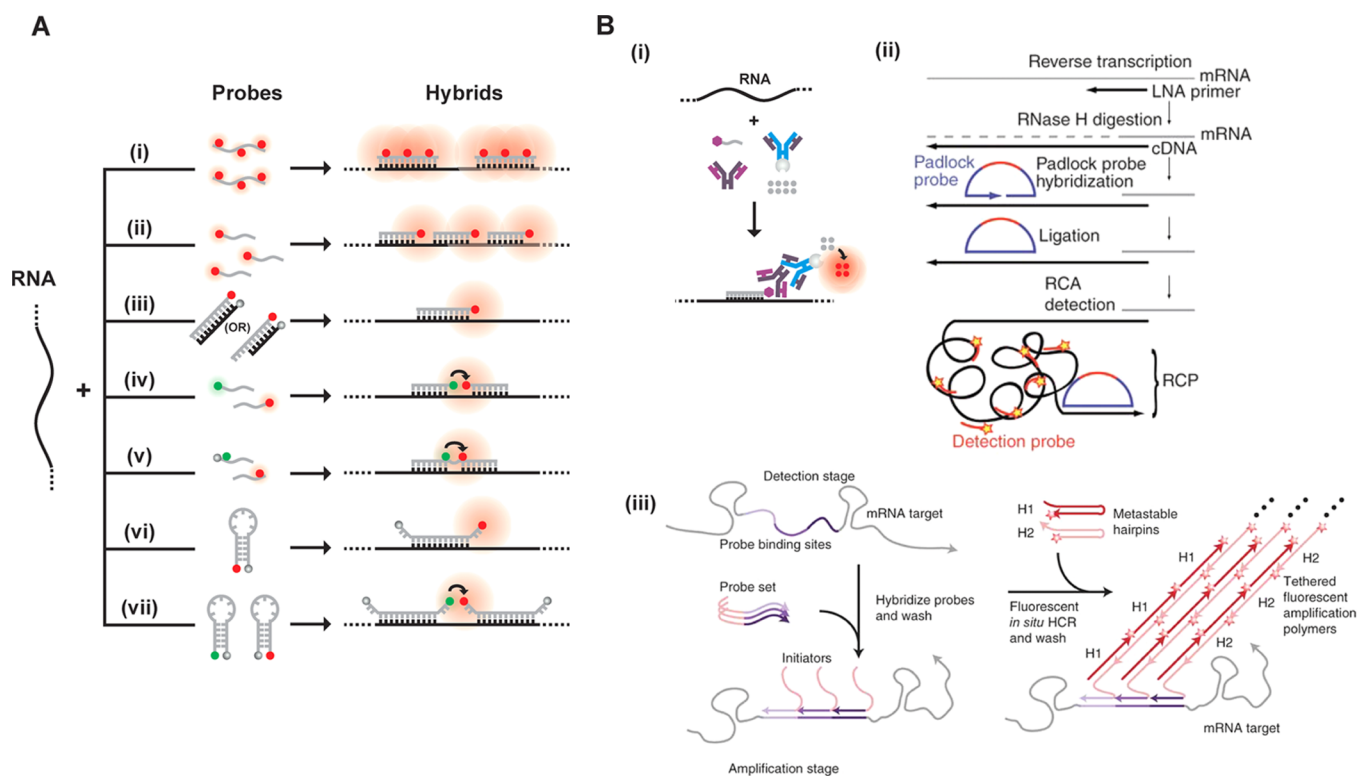 A
Probes
Hybrids
RNA
+
(i)
(ii)
(iii)
(OR)
(iv)
(v)
(vi)
(vii)
B
(i)
RNA
+
(ii)
Reverse transcription
mRNA
LNA primer
RNase H digestion
mRNA
cDNA
Padlock
probe
Padlock probe
hybridization
Ligation
RCA
detection
RCP
Detection probe
(iii)
Detection stage
mRNA target
Probe binding sites
Probe set
Hybridize probes
and wash
Initiators
Amplification stage
H1
H2
Metastable
hairpins
Fluorescent
in situ HCR
and wash
H1
H2
H1
H2
H1
H2
Tethered
fluorescent
amplification
polymers
mRNA target